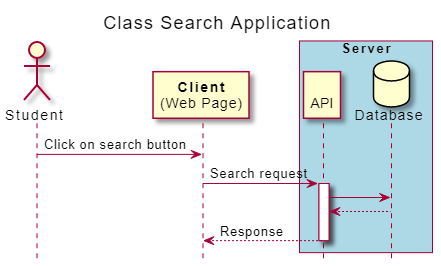 Class Search Application
Server
Client
(Web Page)
API
Student
Database
Click on search button
Search request
Response